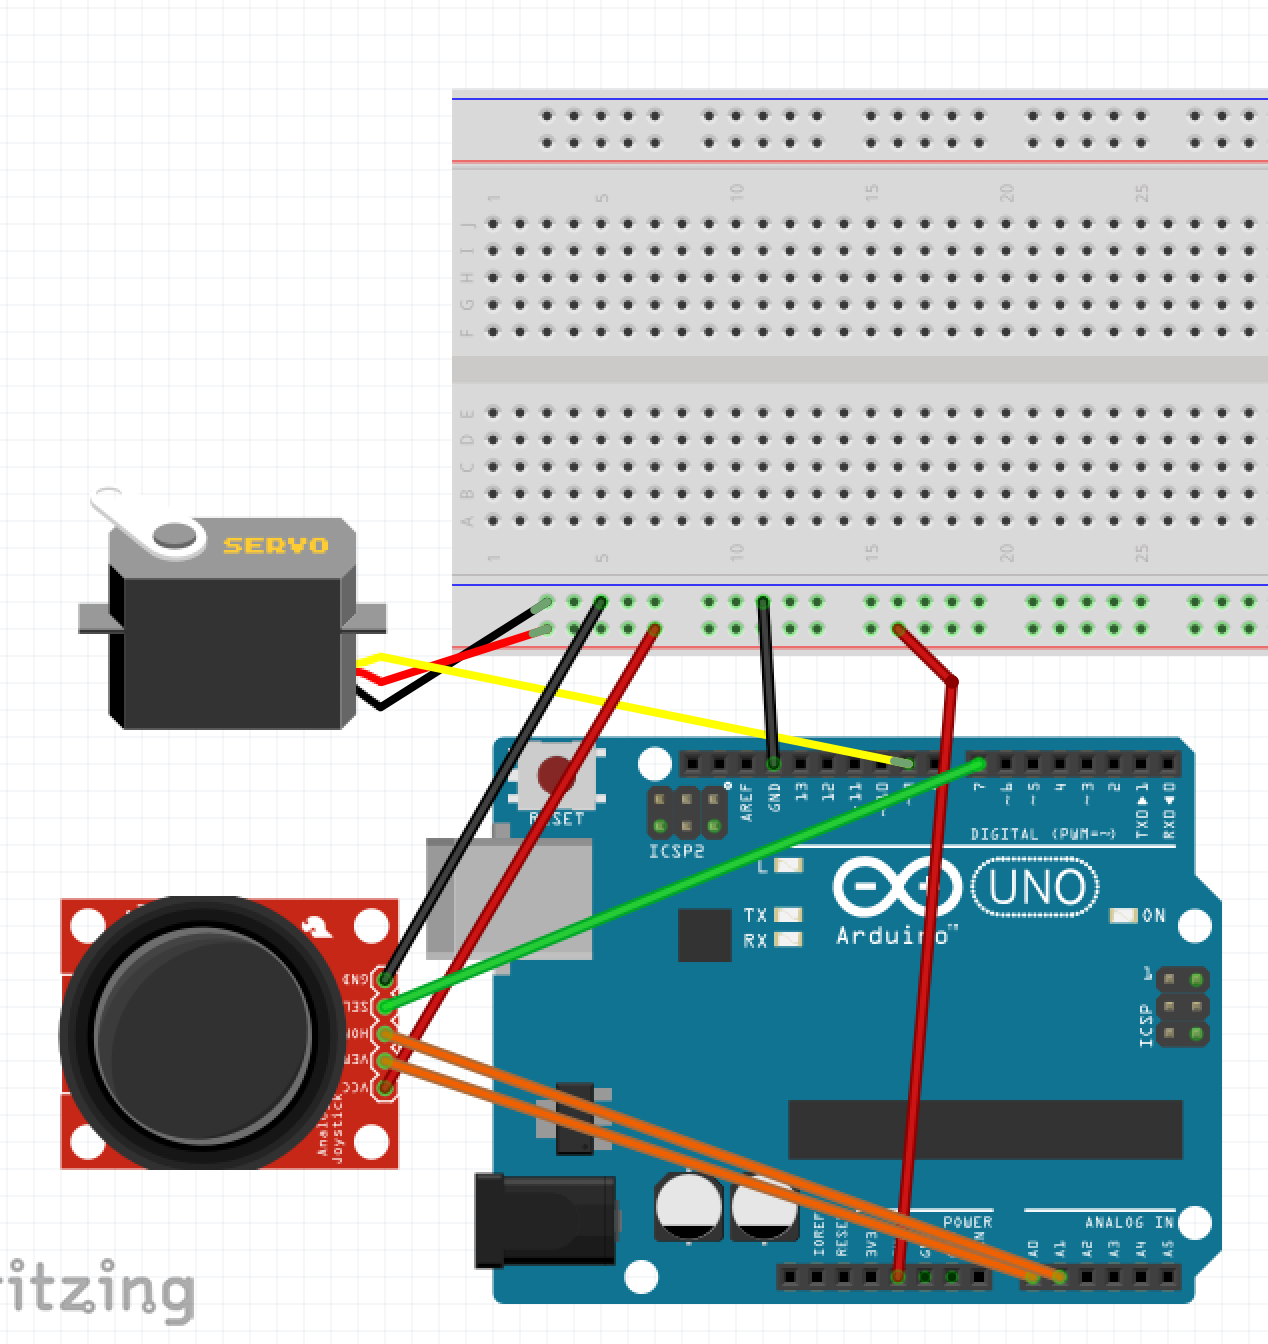 1 5 10 15 20 25
J
I
H
G
F
E
D
C
B
A
1 5 10 15 20 25
SERVO
RESET
AREF
GND
13
12
~11
~10
~9
7
~6
~5
4
~3
2
TXD▶1
RXD◀0
DIGITAL (PWM=~)
ICSP2
L
TX
RX
UNO
ON
Arduino™
1
ICSP
GND
SEL
HOR
VER
VCC
Analog
Joystick
IOREF
RESET
3V3
POWER
ANALOG IN
A0
A1
A2
A3
A4
A5
ritzing